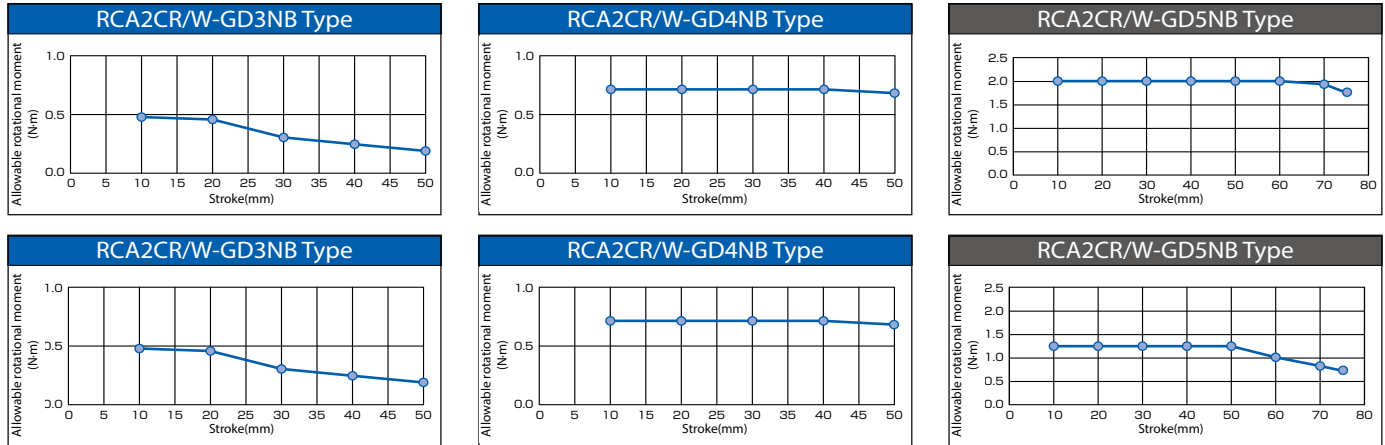 RCA2CR/W-GD3NB Type
Allowable rotational moment
(N·m)
1.0
0.5
0.0
0 5 10 15 20 25 30 35 40 45 50
Stroke(mm)
RCA2CR/W-GD4NB Type
Allowable rotational moment
(N·m)
1.0
0.5
0.0
0 5 10 15 20 25 30 35 40 45 50
Stroke(mm)
RCA2CR/W-GD5NB Type
Allowable rotational moment
(N·m)
2.5
2.0
1.5
1.0
0.5
0.0
0 10 20 30 40 50 60 70 80
Stroke(mm)
RCA2CR/W-GD3NB Type
Allowable rotational moment
(N·m)
1.0
0.5
0.0
0 5 10 15 20 25 30 35 40 45 50
Stroke(mm)
RCA2CR/W-GD4NB Type
Allowable rotational moment
(N·m)
1.0
0.5
0.0
0 5 10 15 20 25 30 35 40 45 50
Stroke(mm)
RCA2CR/W-GD5NB Type
Allowable rotational moment
(N·m)
2.5
2.0
1.5
1.0
0.5
0.0
0 10 20 30 40 50 60 70 80
Stroke(mm)